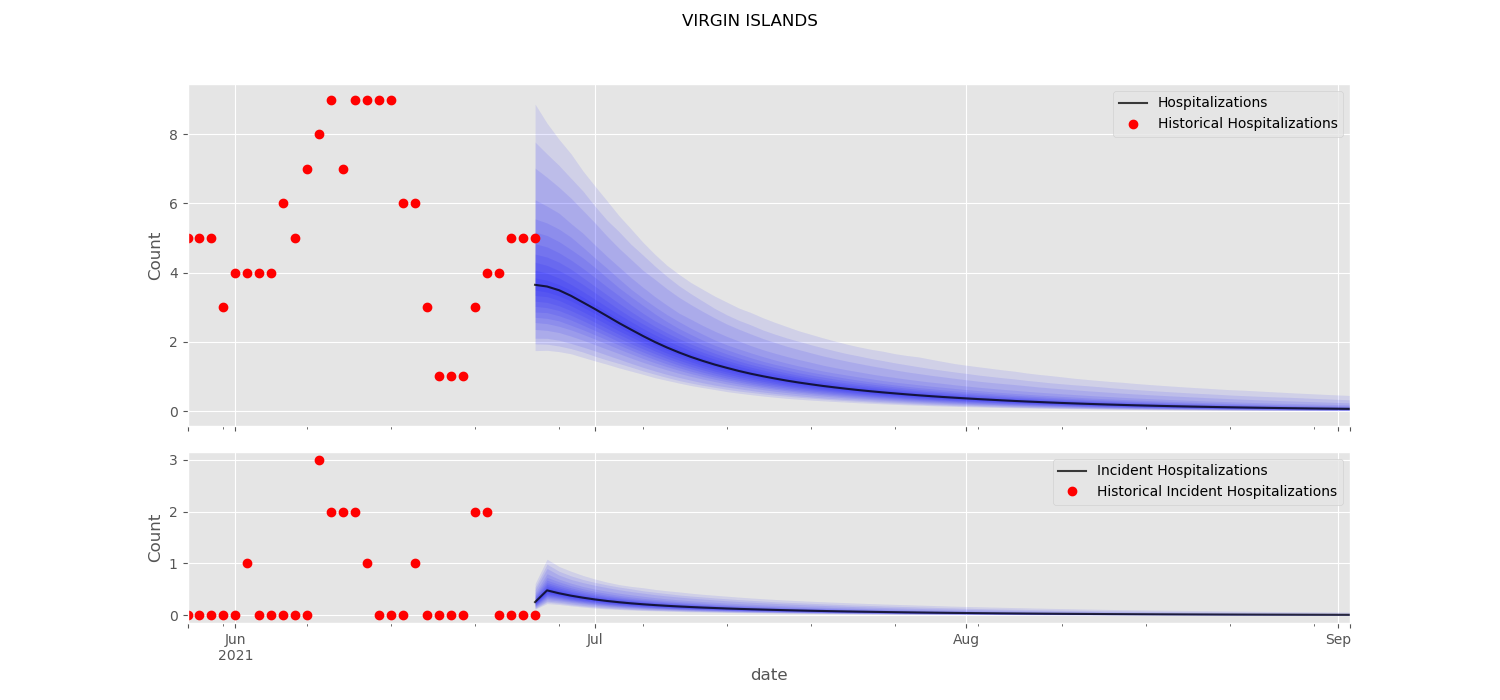 VIRGIN ISLANDS
Count
8
6
4
2
0
Hospitalizations
Historical Hospitalizations
Count
3
2
1
0
Incident Hospitalizations
Historical Incident Hospitalizations
Jun
2021
Jul
Aug
Sep
date